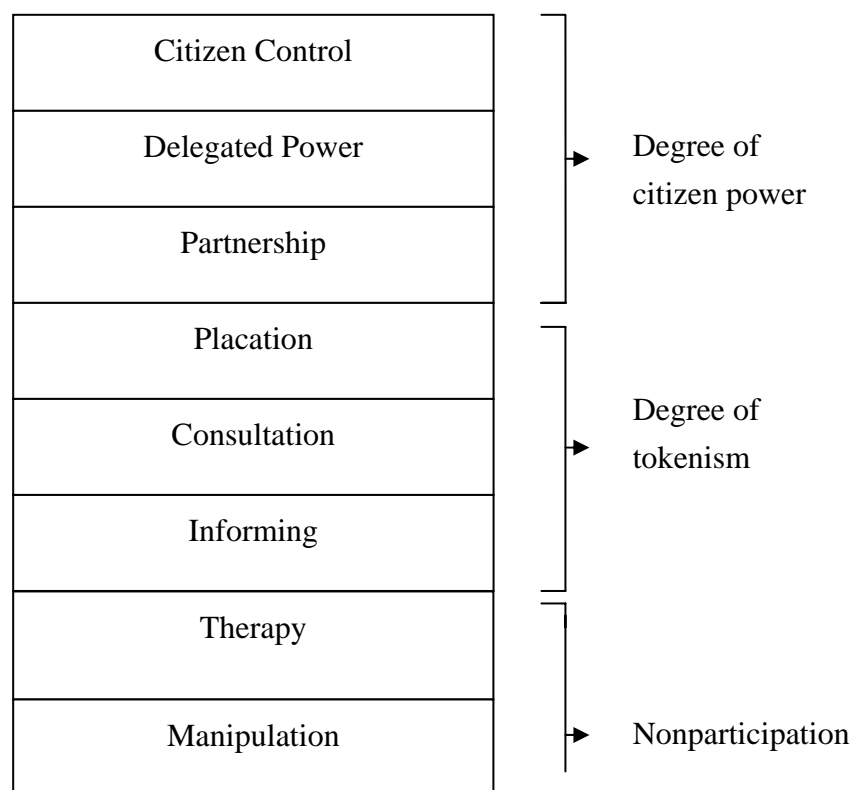 Citizen Control
Delegated Power
Partnership
Placation
Consultation
Informing
Therapy
Manipulation
Degree of
citizen power
Degree of
tokenism
Nonparticipation